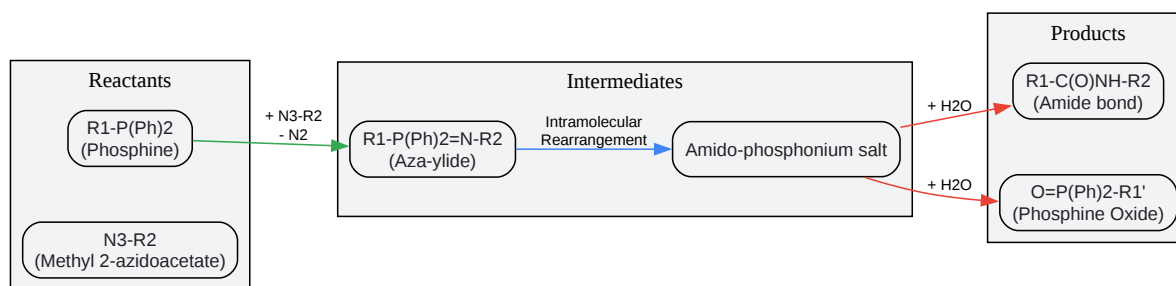 Reactants
R1-P(Ph)2
(Phosphine)
N3-R2
(Methyl 2-azidoacetate)
+ N3-R2
- N2
Intermediates
R1-P(Ph)2=N-R2
(Aza-ylide)
Intramolecular
Rearrangement
Amido-phosphonium salt
+ H2O
+ H2O
Products
R1-C(O)NH-R2
(Amide bond)
O=P(Ph)2-R1'
(Phosphine Oxide)